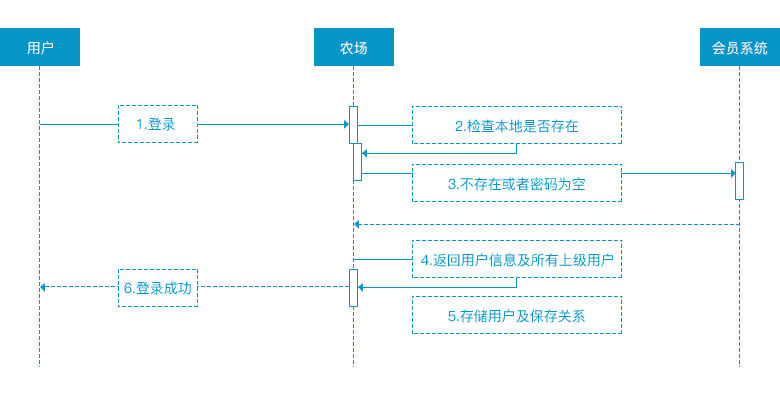 用户
农场
会员系统
1.登录
2.检查本地是否存在
3.不存在或者密码为空
4.返回用户信息及所有上级用户
6.登录成功
5.存储用户及保存关系